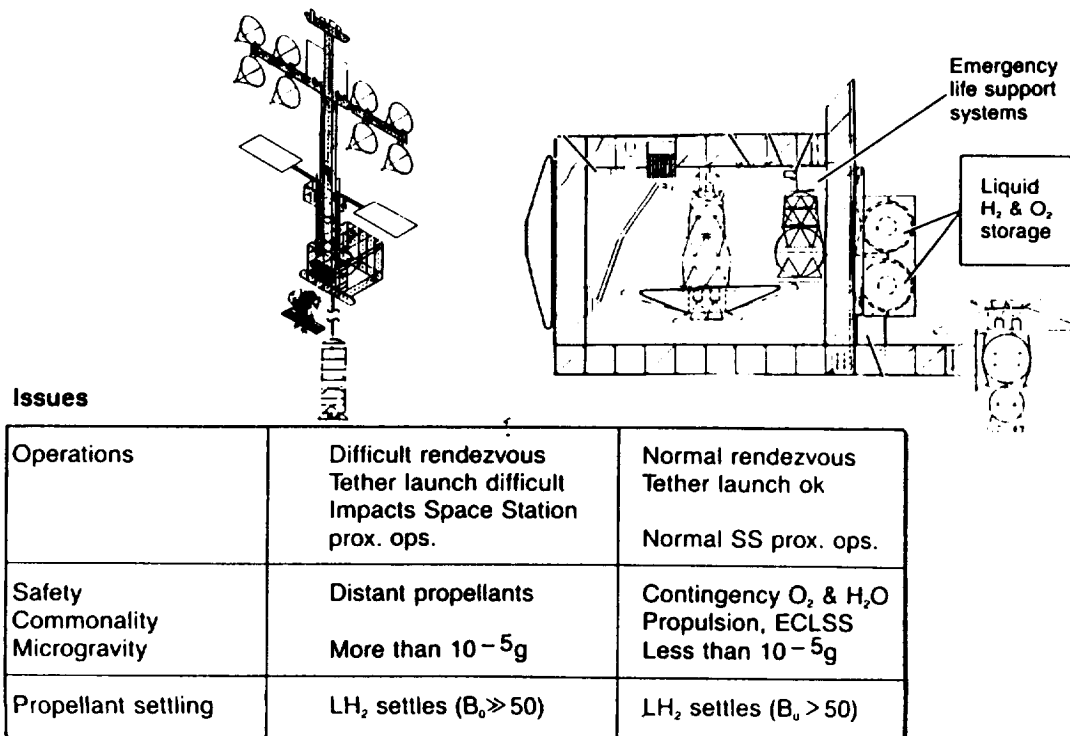 Emergency
life support
systems
Liquid
H₂ & O₂
storage
Issues
Operations
Difficult rendezvous
Tether launch difficult
Impacts Space Station
prox. ops.
Normal rendezvous
Tether launch ok
Normal SS prox. ops.
Safety
Commonality
Microgravity
Distant propellants
More than 10⁻⁵g
Contingency O₂ & H₂O
Propulsion, ECLSS
Less than 10⁻⁵g
Propellant settling
LH₂ settles (B₀≫50)
LH₂ settles (Bᵤ>50)